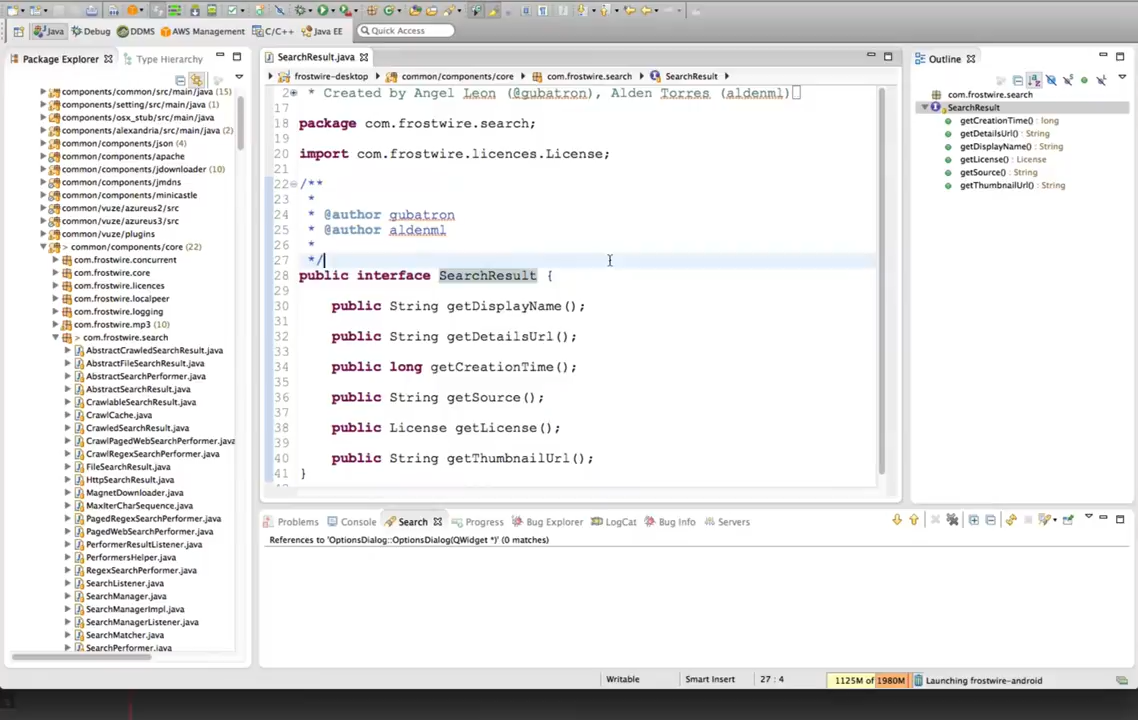 Java
Debug
DDMS
AWS Management
C/C++
Java EE
Quick Access
Package Explorer
Type Hierarchy
components/common/src/main/java (15)
components/setting/src/main/java (1)
components/osx_stub/src/main/java
components/alexandria/src/main/java (2)
common/components/json (4)
common/components/apache
common/components/jdownloader (10)
common/components/jmdns
common/components/minicastle
common/vuze/azureus2/src
common/vuze/azureus3/src
common/vuze/plugins
> common/components/core (22)
com.frostwire.concurrent
com.frostwire.core
com.frostwire.licences
com.frostwire.localpeer
com.frostwire.logging
com.frostwire.mp3 (10)
> com.frostwire.search
AbstractCrawledSearchResult.java
AbstractFileSearchResult.java
AbstractSearchPerformer.java
AbstractSearchResult.java
CrawlableSearchResult.java
CrawlCache.java
CrawledSearchResult.java
CrawlPagedWebSearchPerformer.java
CrawlRegexSearchPerformer.java
FileSearchResult.java
HttpSearchResult.java
MagnetDownloader.java
MaxIterCharSequence.java
PagedRegexSearchPerformer.java
PagedWebSearchPerformer.java
PerformerResultListener.java
PerformersHelper.java
RegexSearchPerformer.java
SearchListener.java
SearchManager.java
SearchManagerImpl.java
SearchManagerListener.java
SearchMatcher.java
SearchPerformer.java
SearchResult.java
frostwire-desktop
common/components/core
com.frostwire.search
SearchResult
2 * Created by Angel Leon (@gubatron), Alden Torres (aldenml)
17
18 package com.frostwire.search;
19
20 import com.frostwire.licences.License;
21
22 /**
23 *
24 * @author gubatron
25 * @author aldenml
26 *
27 */
28 public interface SearchResult {
29
30 public String getDisplayName();
31
32 public String getDetailsUrl();
33
34 public long getCreationTime();
35
36 public String getSource();
37
38 public License getLicense();
39
40 public String getThumbnailUrl();
41 }
Outline
com.frostwire.search
SearchResult
getCreationTime() : long
getDetailsUrl() : String
getDisplayName() : String
getLicense() : License
getSource() : String
getThumbnailUrl() : String
Problems
Console
Search
Progress
Bug Explorer
LogCat
Bug Info
Servers
References to 'OptionsDialog::OptionsDialog(QWidget *)' (0 matches)
Writable
Smart Insert
27 : 4
1125M of 1980M
Launching frostwire-android